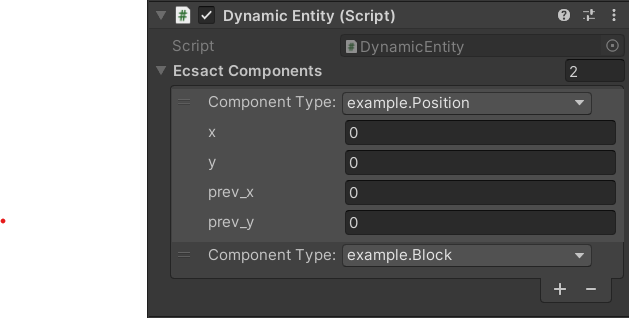 Dynamic Entity (Script)
Script
DynamicEntity
Ecsact Components
2
Component Type: example.Position
x 0
y 0
prev_x 0
prev_y 0
Component Type: example.Block